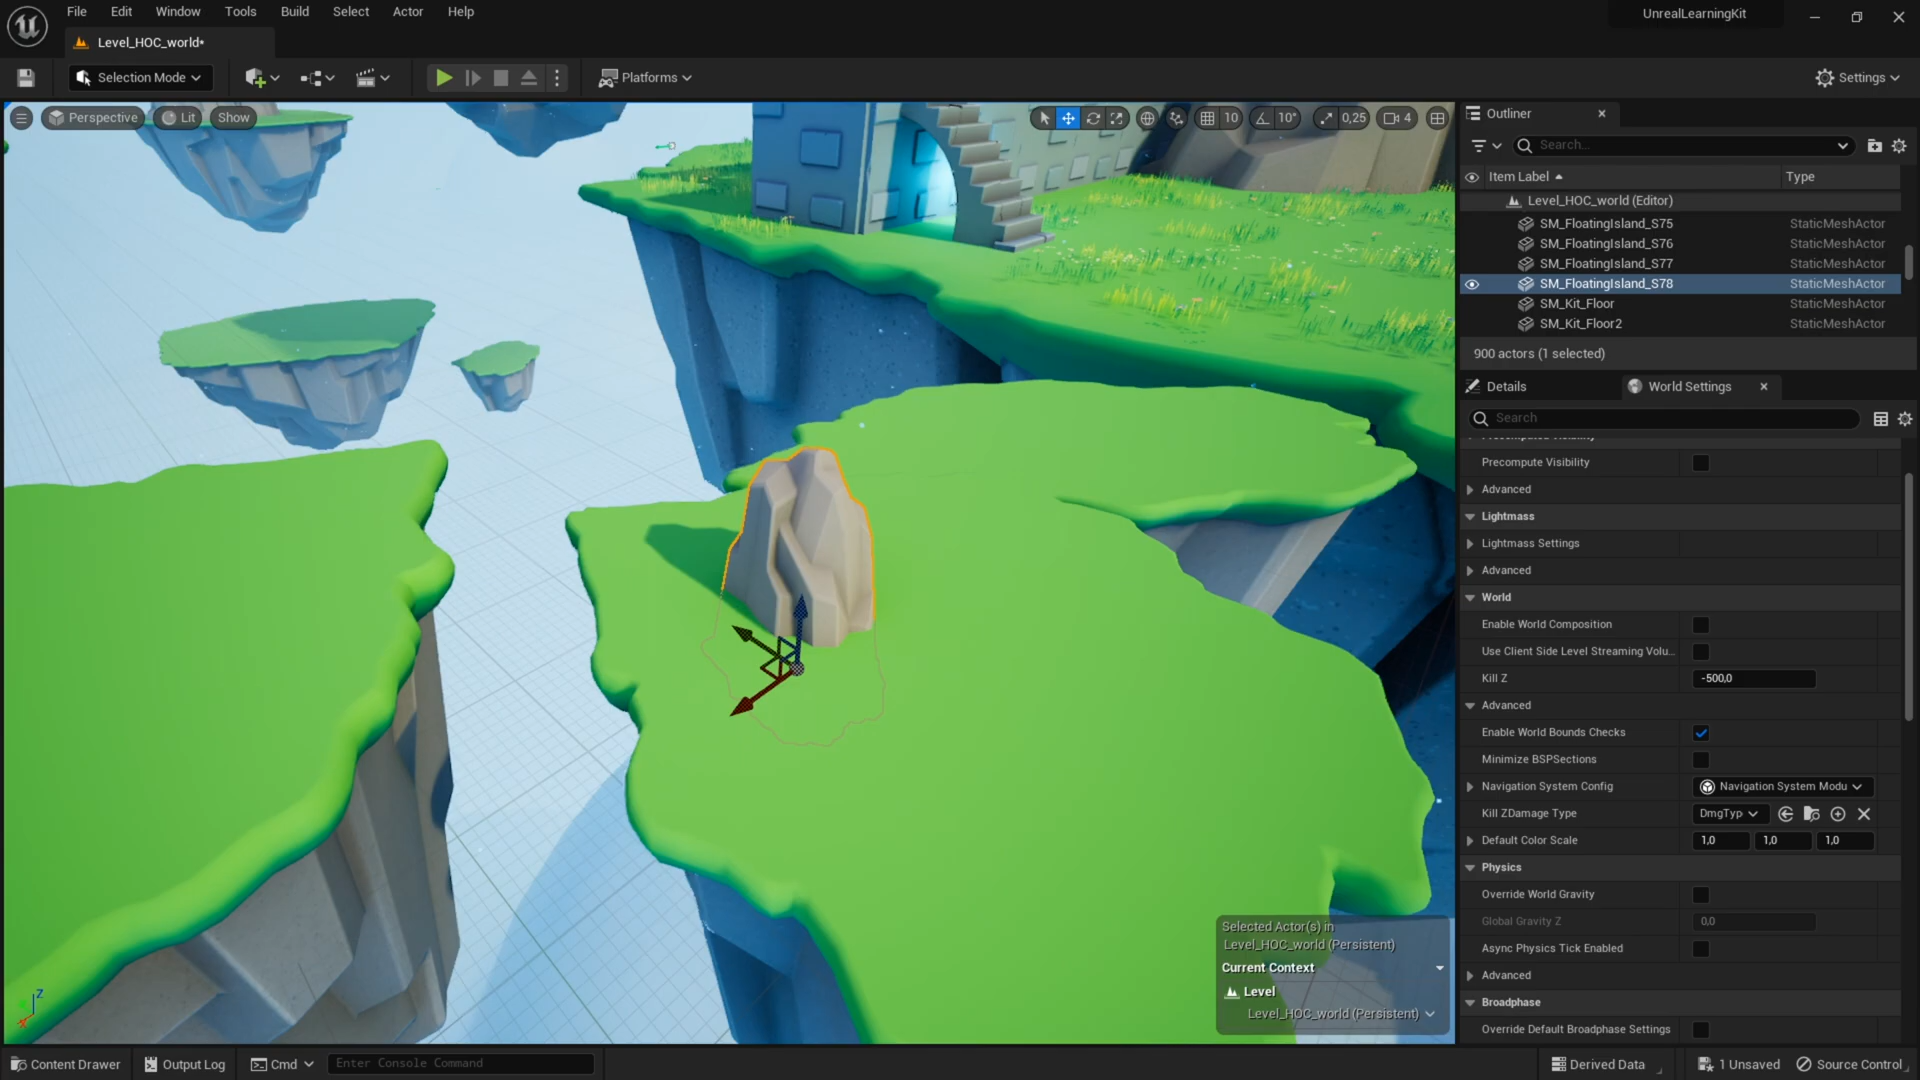 File Edit Window Tools Build Select Actor Help
UnrealLearningKit
Level_HOC_world*
Selection Mode
Platforms
Settings
Perspective Lit Show
10 10° 0,25 4
Outliner
Search...
Item Label Type
Level_HOC_world (Editor)
SM_FloatingIsland_S75 StaticMeshActor
SM_FloatingIsland_S76 StaticMeshActor
SM_FloatingIsland_S77 StaticMeshActor
SM_FloatingIsland_S78 StaticMeshActor
SM_Kit_Floor StaticMeshActor
SM_Kit_Floor2 StaticMeshActor
900 actors (1 selected)
Details World Settings
Search
Precompute Visibility
Advanced
Lightmass
Lightmass Settings
Advanced
World
Enable World Composition
Use Client Side Level Streaming Volu...
Kill Z -500,0
Advanced
Enable World Bounds Checks
Minimize BSPSections
Navigation System Config Navigation System Modu
Kill ZDamage Type DmgTyp
Default Color Scale 1,0 1,0 1,0
Physics
Override World Gravity
Global Gravity Z 0,0
Async Physics Tick Enabled
Advanced
Broadphase
Override Default Broadphase Settings
Selected Actor(s) in
Level_HOC_world (Persistent)
Current Context
Level
Level_HOC_world (Persistent)
Z
X
Content Drawer Output Log Cmd Enter Console Command
Derived Data 1 Unsaved Source Control